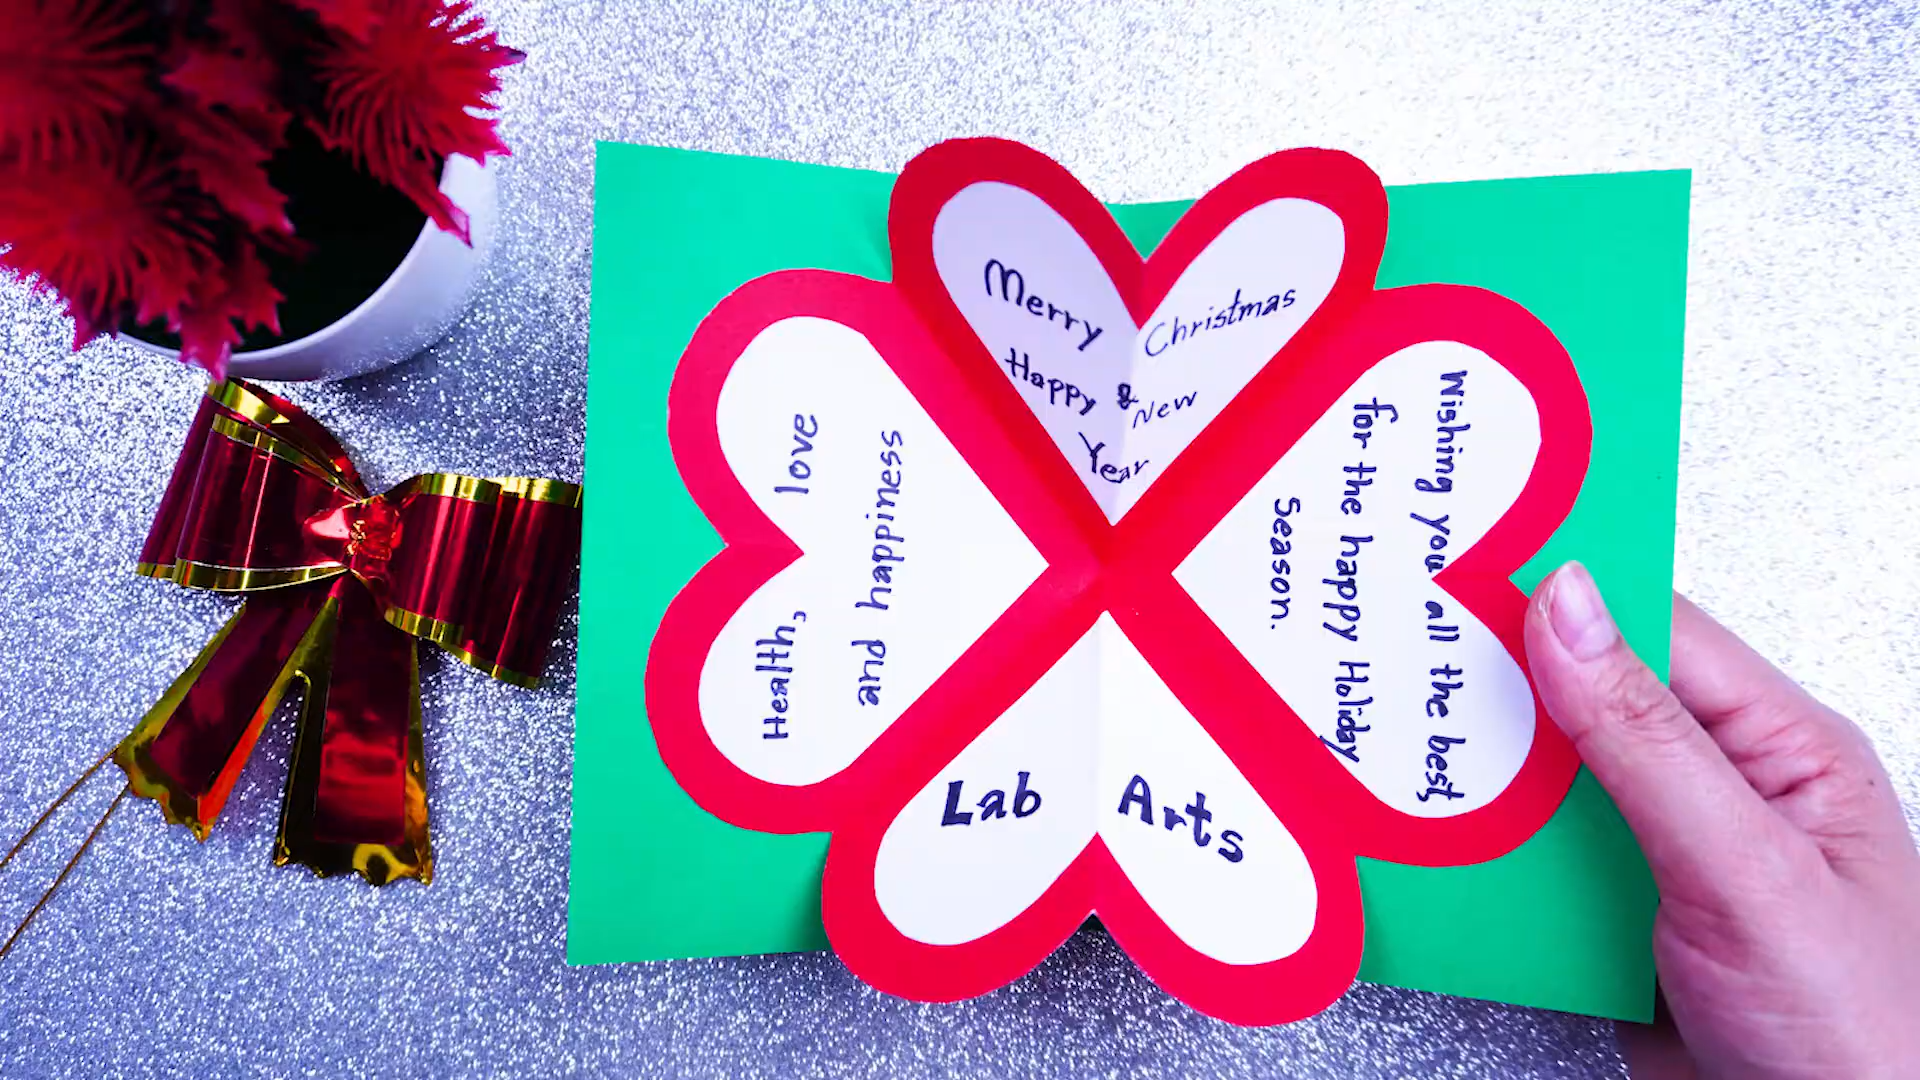 Merry Christmas
Happy & New
Year
Wishing you all the best,
for the happy Holiday
Season.
Health, love
and happiness
Lab Arts